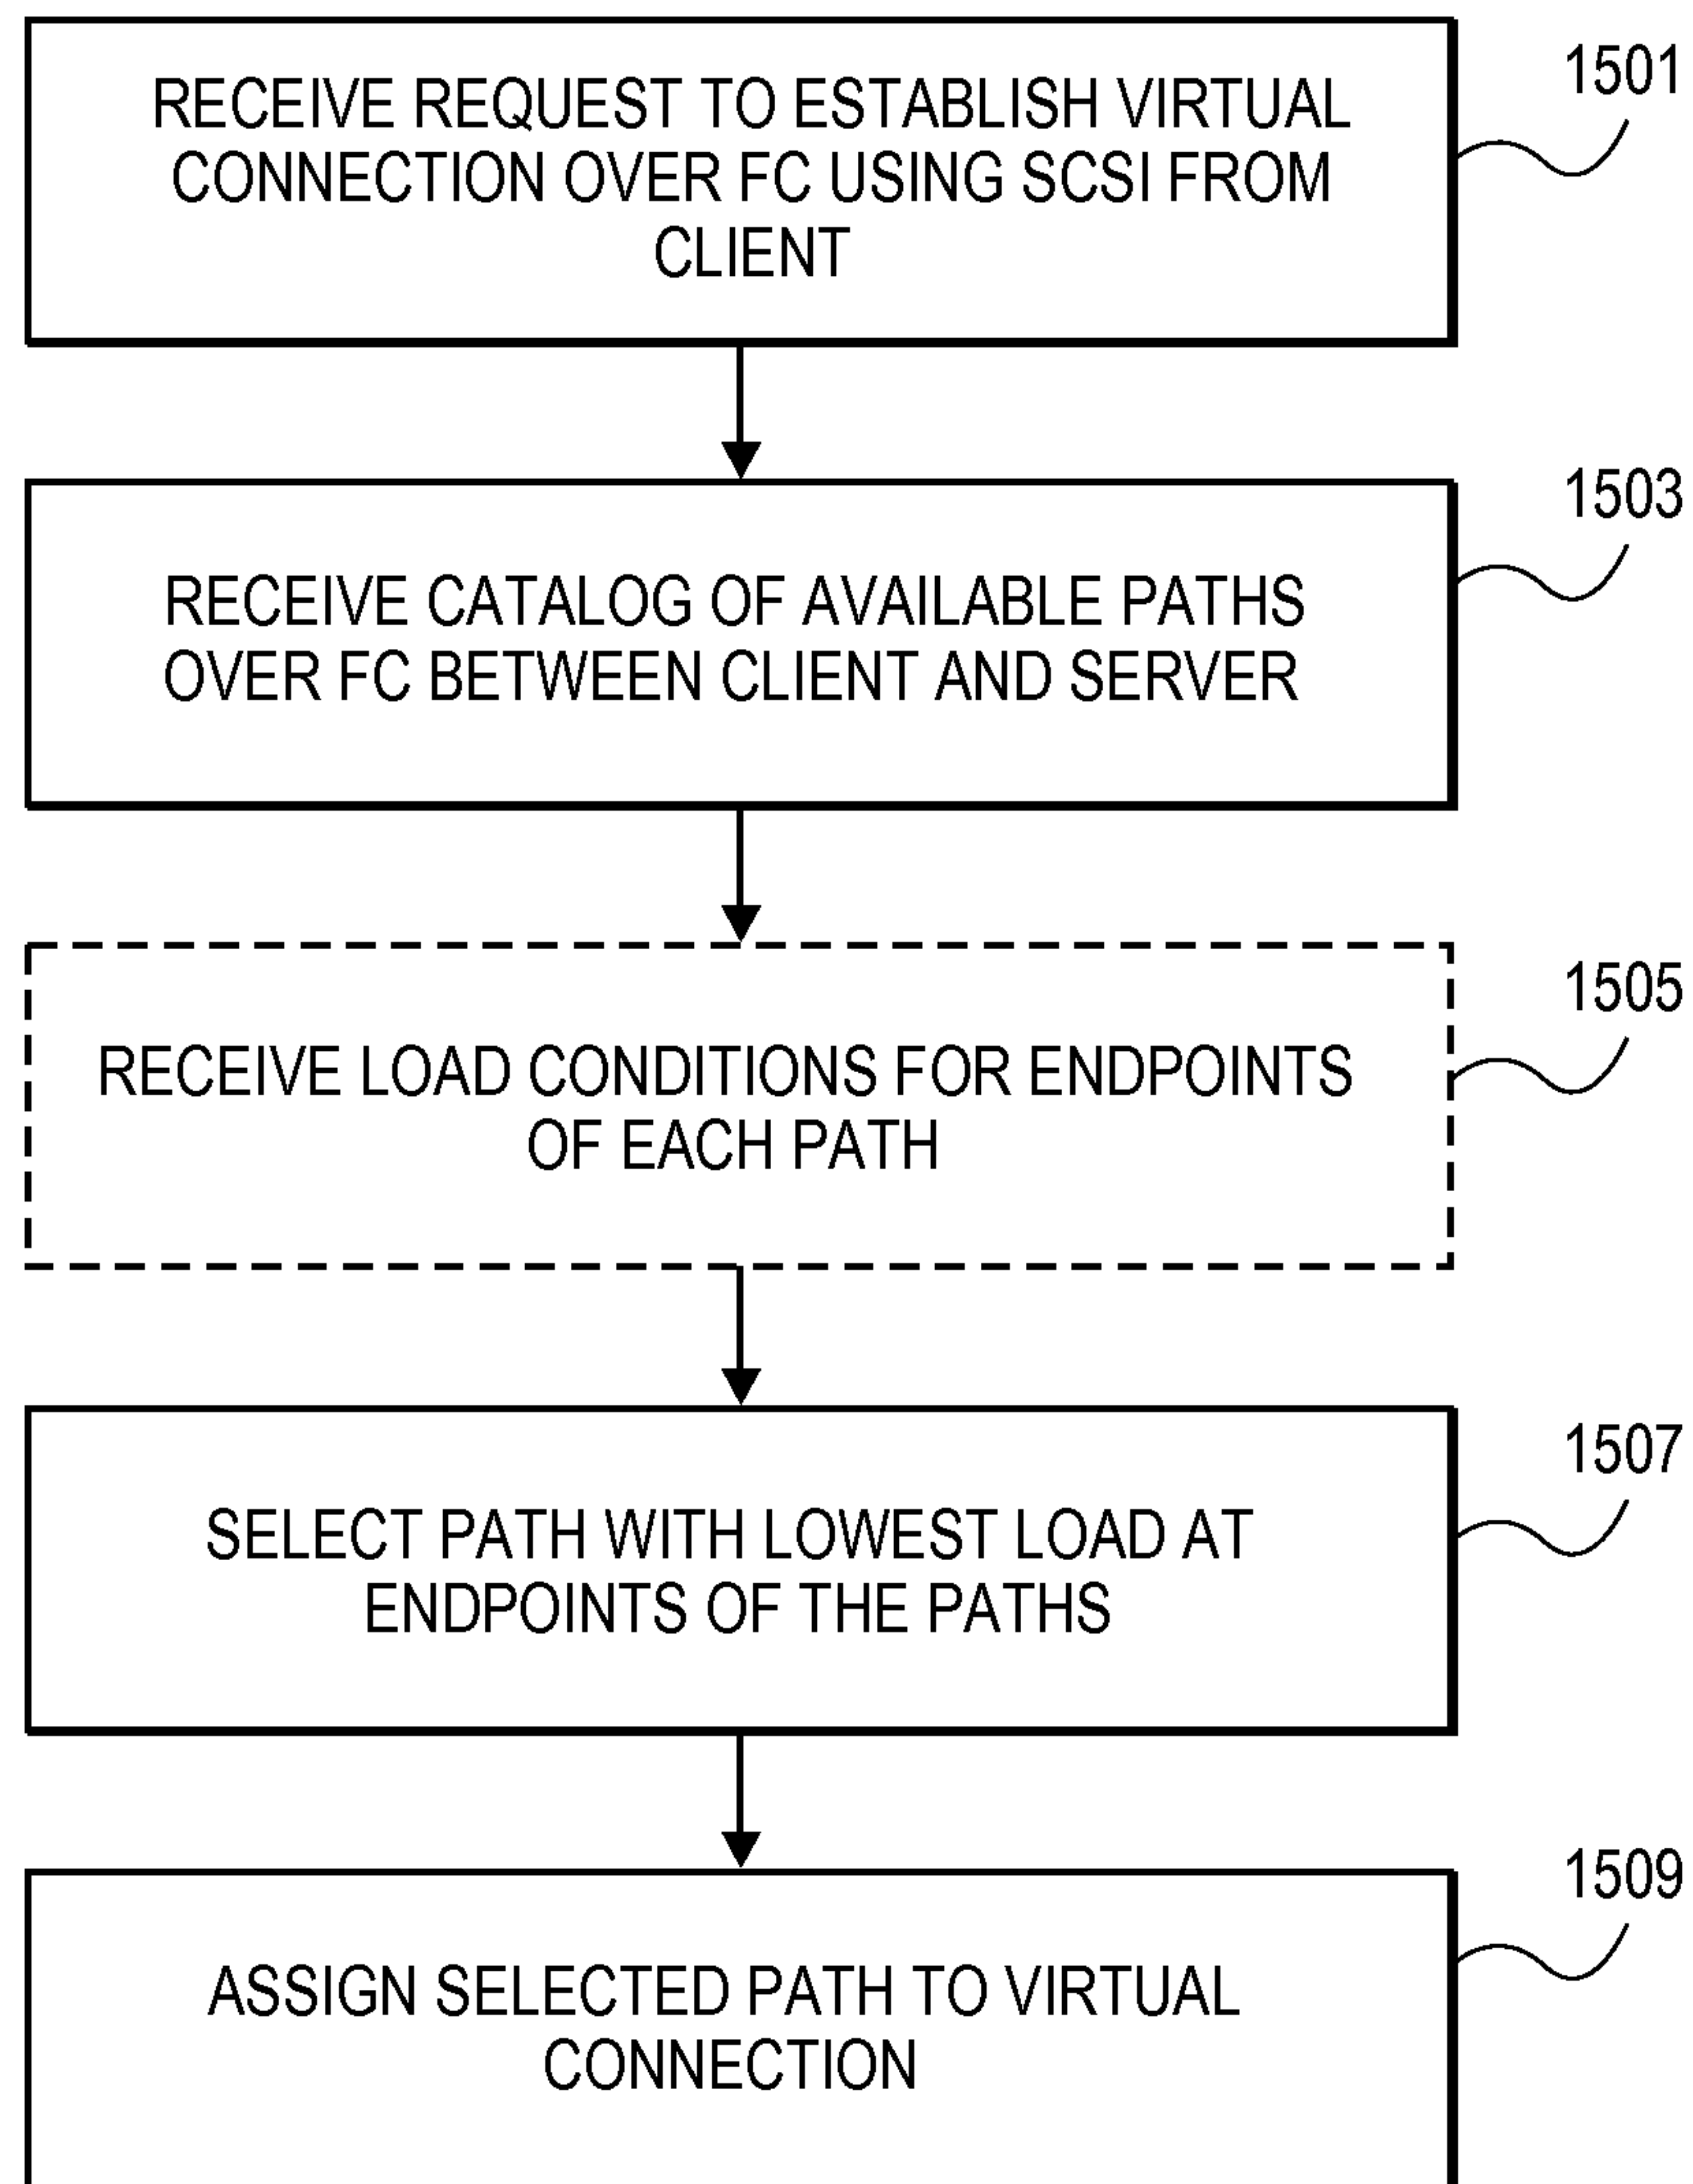 RECEIVE REQUEST TO ESTABLISH VIRTUAL
CONNECTION OVER FC USING SCSI FROM
CLIENT
1501
RECEIVE CATALOG OF AVAILABLE PATHS
OVER FC BETWEEN CLIENT AND SERVER
1503
RECEIVE LOAD CONDITIONS FOR ENDPOINTS
OF EACH PATH
1505
SELECT PATH WITH LOWEST LOAD AT
ENDPOINTS OF THE PATHS
1507
ASSIGN SELECTED PATH TO VIRTUAL
CONNECTION
1509